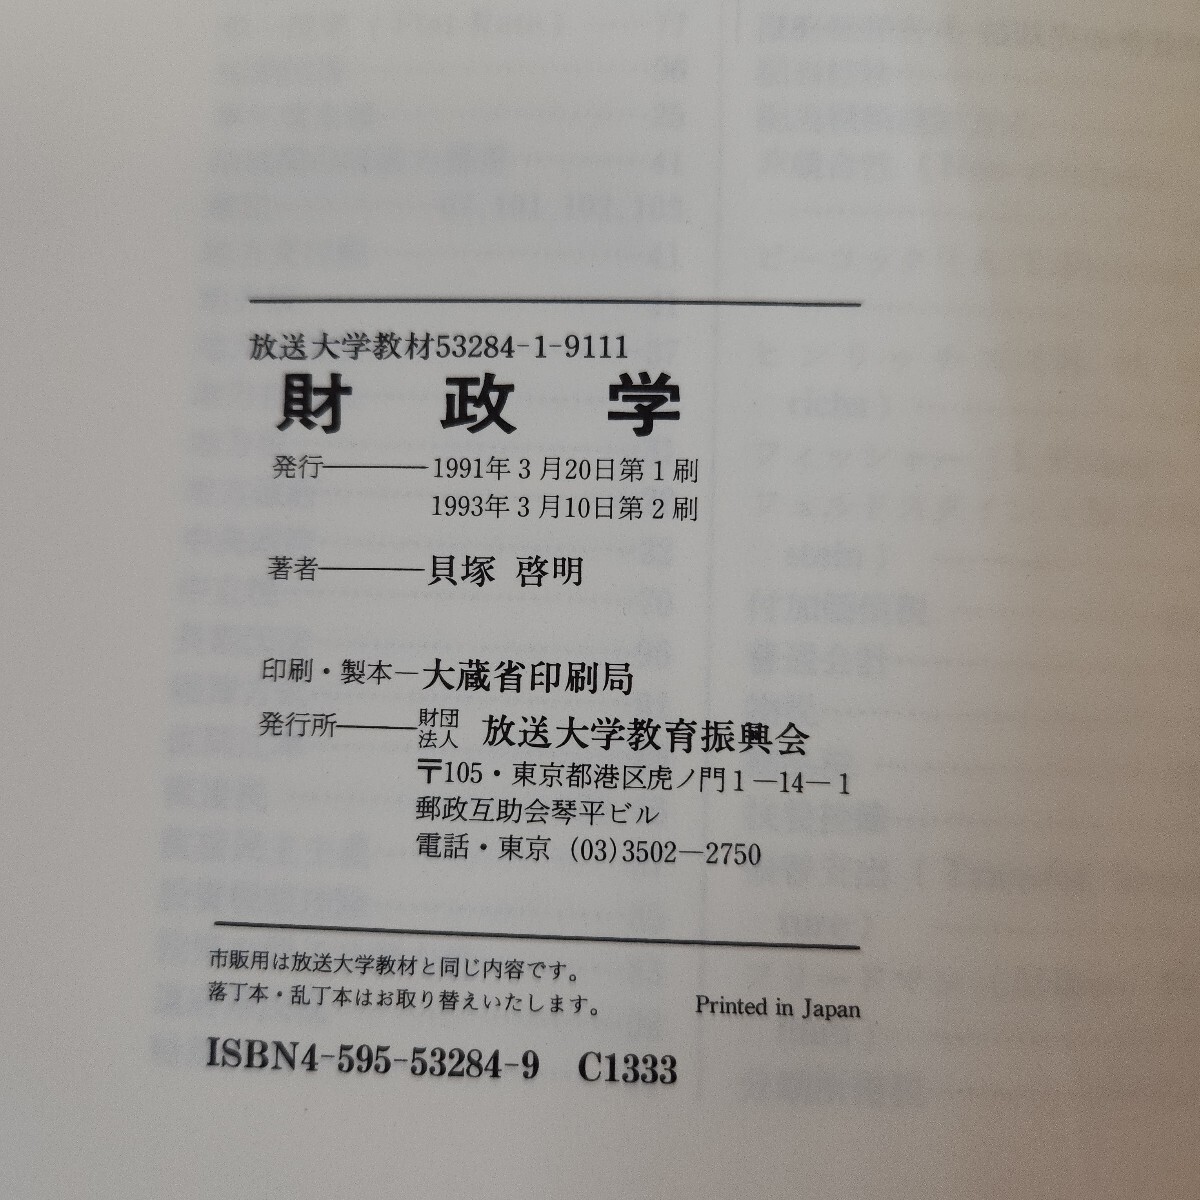 放送大学教材53284-1-9111
財政学
発行――1991年3月20日第1刷
1993年3月10日第2刷
著者――貝塚 啓明
印刷・製本―大蔵省印刷局
発行所――財団法人 放送大学教育振興会
〒105・東京都港区虎ノ門1―14―1
郵政互助会琴平ビル
電話・東京 (03)3502―2750
市販用は放送大学教材と同じ内容です。
落丁本・乱丁本はお取り替えいたします。
Printed in Japan
ISBN4-595-53284-9 C1333